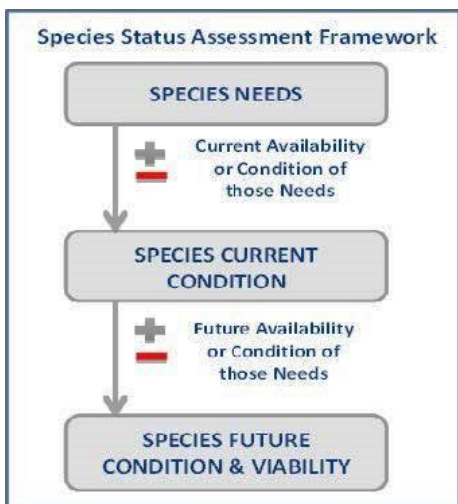 Species Status Assessment Framework
SPECIES NEEDS
Current Availability
or Condition of
those Needs
SPECIES CURRENT
CONDITION
Future Availability
or Condition of
those Needs
SPECIES FUTURE
CONDITION & VIABILITY